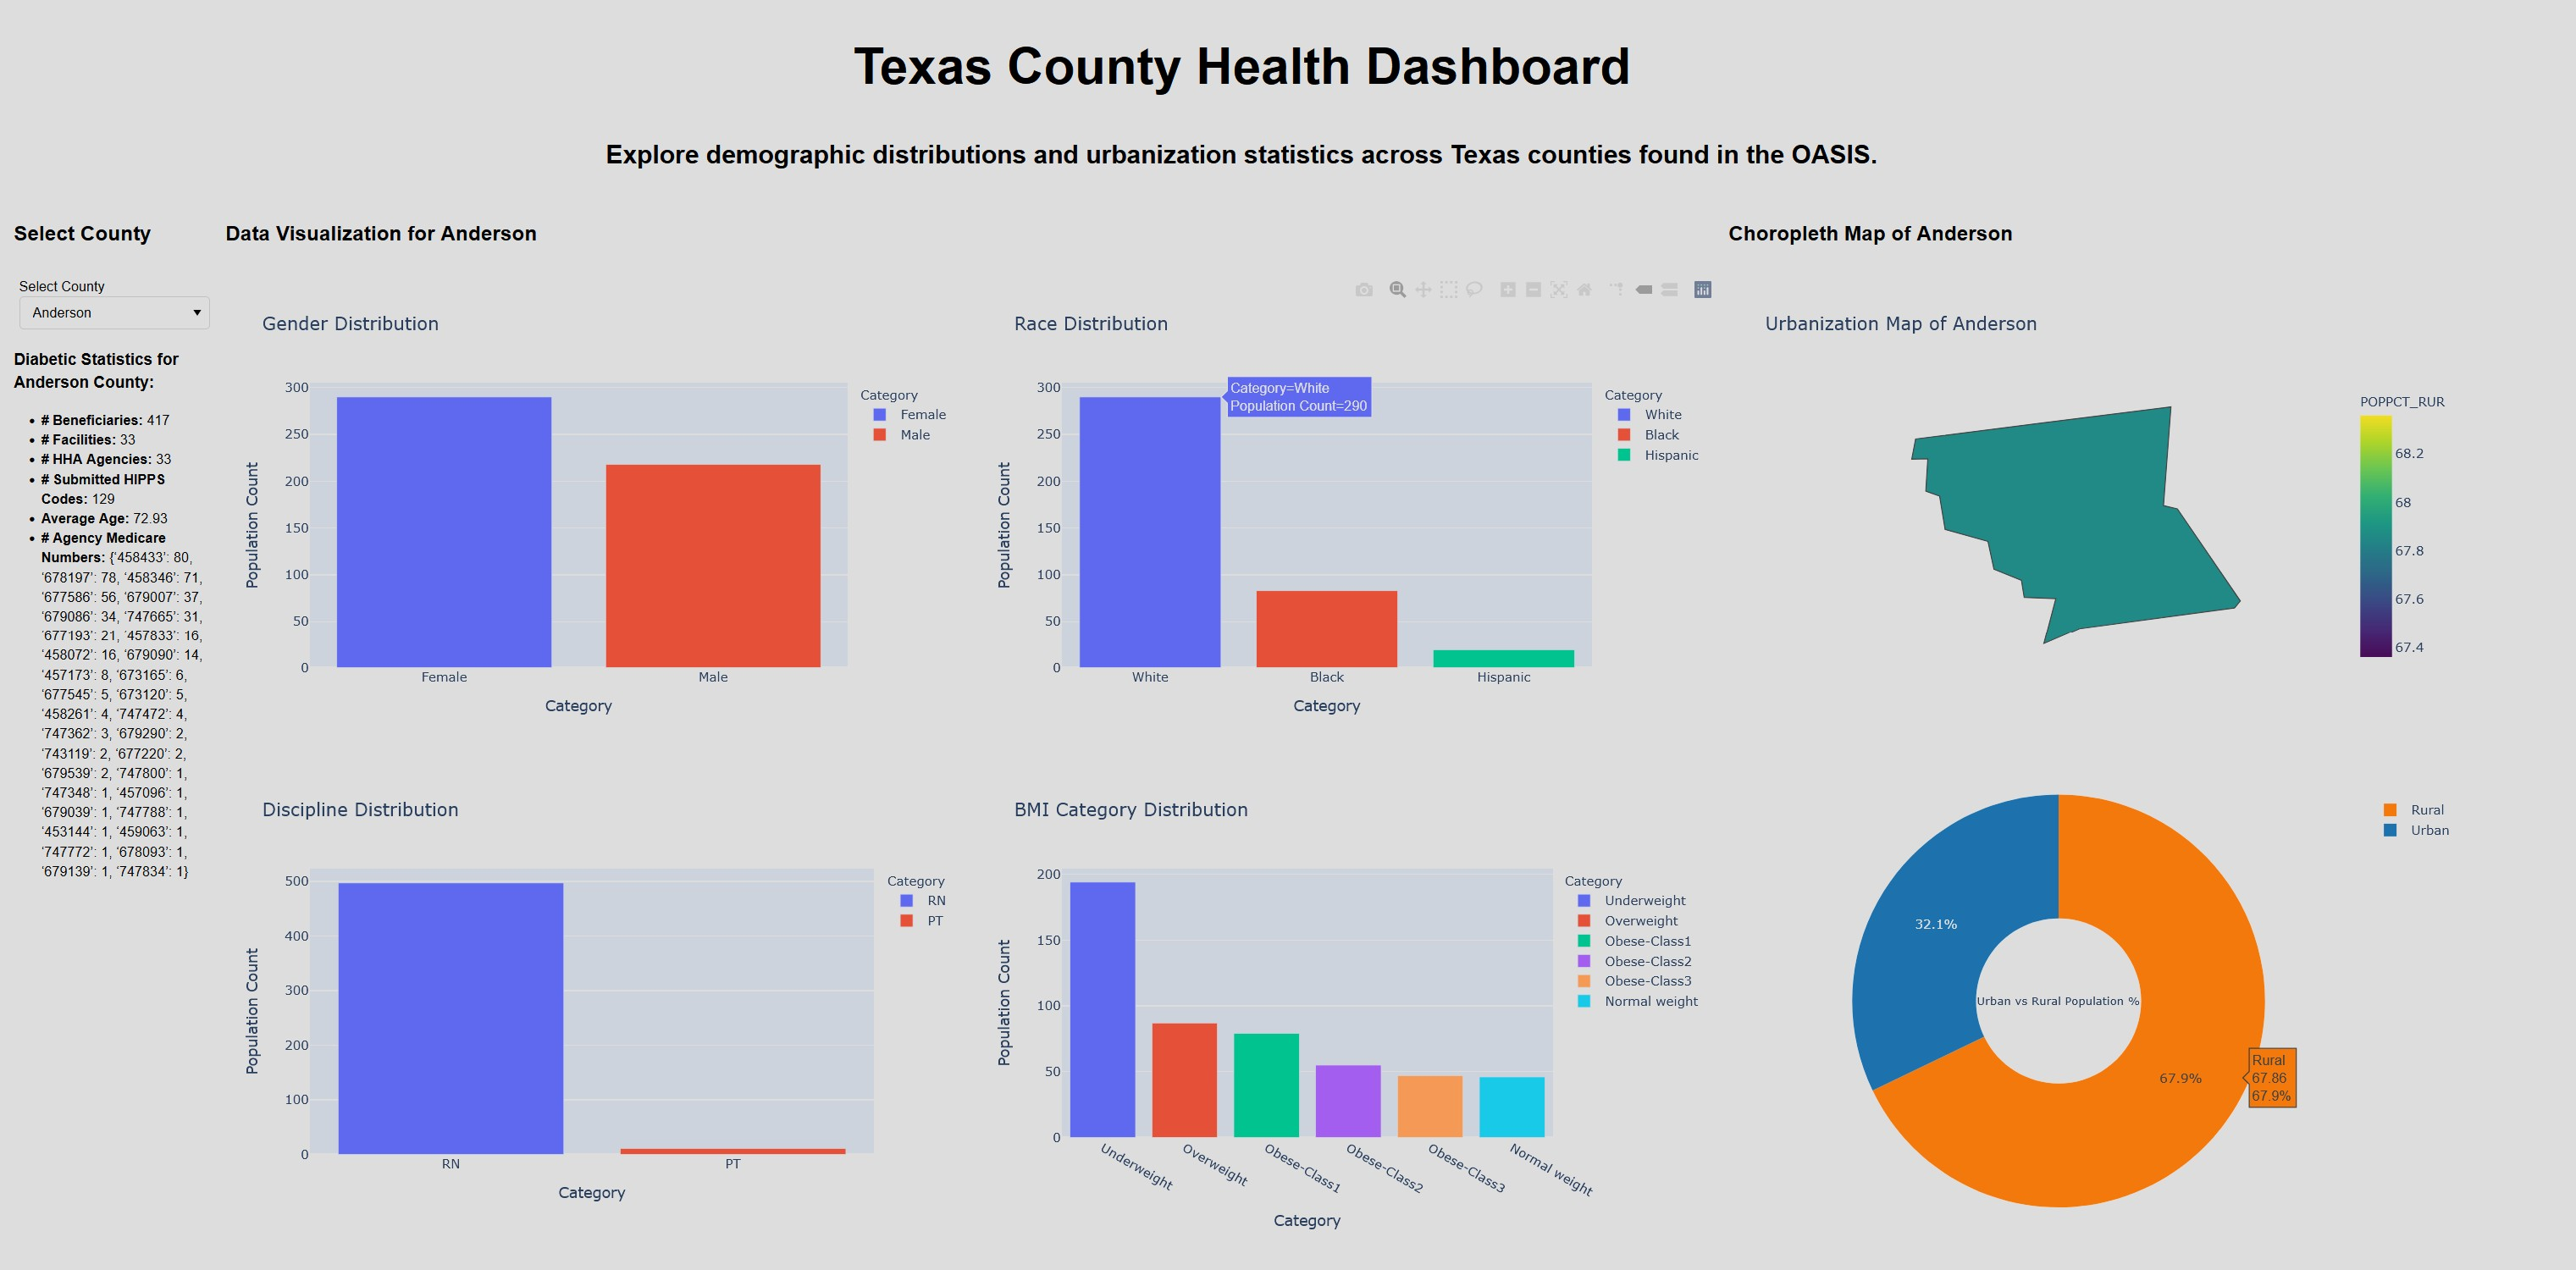 Texas County Health Dashboard
Explore demographic distributions and urbanization statistics across Texas counties found in the OASIS.
Select County
Select County
Anderson
Diabetic Statistics for
Anderson County:
# Beneficiaries: 417
# Facilities: 33
# HHA Agencies: 33
# Submitted HIPPS
Codes: 129
Average Age: 72.93
# Agency Medicare
Numbers: {‘458433’: 80,
‘678197’: 78, ‘458346’: 71,
‘677586’: 56, ‘679007’: 37,
‘679086’: 34, ‘747665’: 31,
‘677193’: 21, ‘457833’: 16,
‘458072’: 16, ‘679090’: 14,
‘457173’: 8, ‘673165’: 6,
‘677545’: 5, ‘673120’: 5,
‘458261’: 4, ‘747472’: 4,
‘747362’: 3, ‘679290’: 2,
‘743119’: 2, ‘677220’: 2,
‘679539’: 2, ‘747800’: 1,
‘747348’: 1, ‘457096’: 1,
‘679039’: 1, ‘747788’: 1,
‘453144’: 1, ‘459063’: 1,
‘747772’: 1, ‘678093’: 1,
‘679139’: 1, ‘747834’: 1}
Data Visualization for Anderson
Gender Distribution
Population Count
300
250
200
150
100
50
0
Female
Male
Category
Category
Female
Male
Race Distribution
Population Count
300
250
200
150
100
50
0
Category=White
Population Count=290
White
Black
Hispanic
Category
Category
White
Black
Hispanic
Discipline Distribution
Population Count
500
400
300
200
100
0
RN
PT
Category
Category
RN
PT
BMI Category Distribution
Population Count
200
150
100
50
0
Underweight
Overweight
Obese-Class1
Obese-Class2
Obese-Class3
Normal weight
Category
Category
Underweight
Overweight
Obese-Class1
Obese-Class2
Obese-Class3
Normal weight
Choropleth Map of Anderson
Urbanization Map of Anderson
POPPCT_RUR
68.2
68
67.8
67.6
67.4
Rural
Urban
32.1%
Urban vs Rural Population %
67.9%
Rural
67.86
67.9%